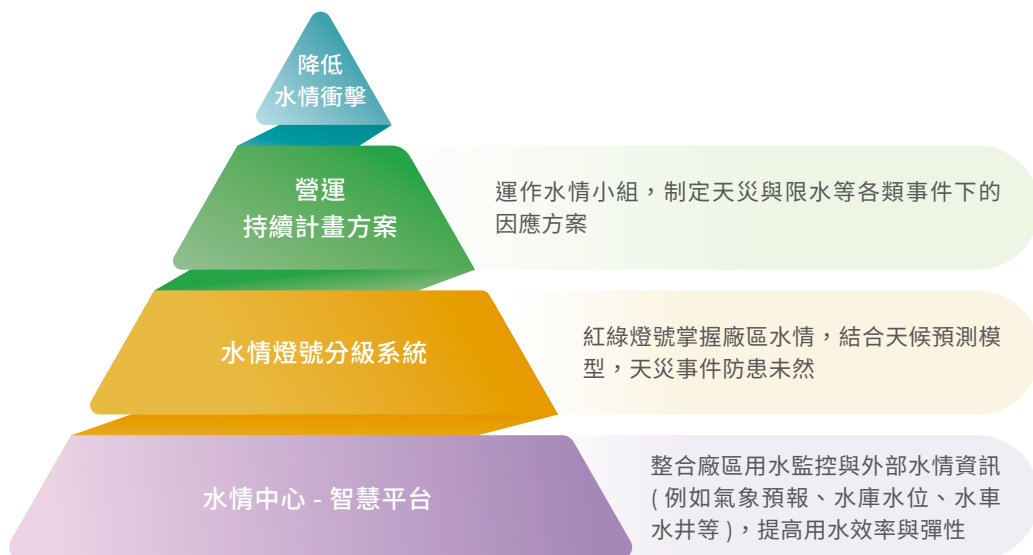 降低
水情衝擊
營運
持續計畫方案
運作水情小組，制定天災與限水等各類事件下的
因應方案
水情燈號分級系統
紅綠燈號掌握廠區水情，結合天候預測模
型，天災事件防患未然
水情中心 - 智慧平台
整合廠區用水監控與外部水情資訊
( 例如氣象預報、水庫水位、水車
水井等 )，提高用水效率與彈性